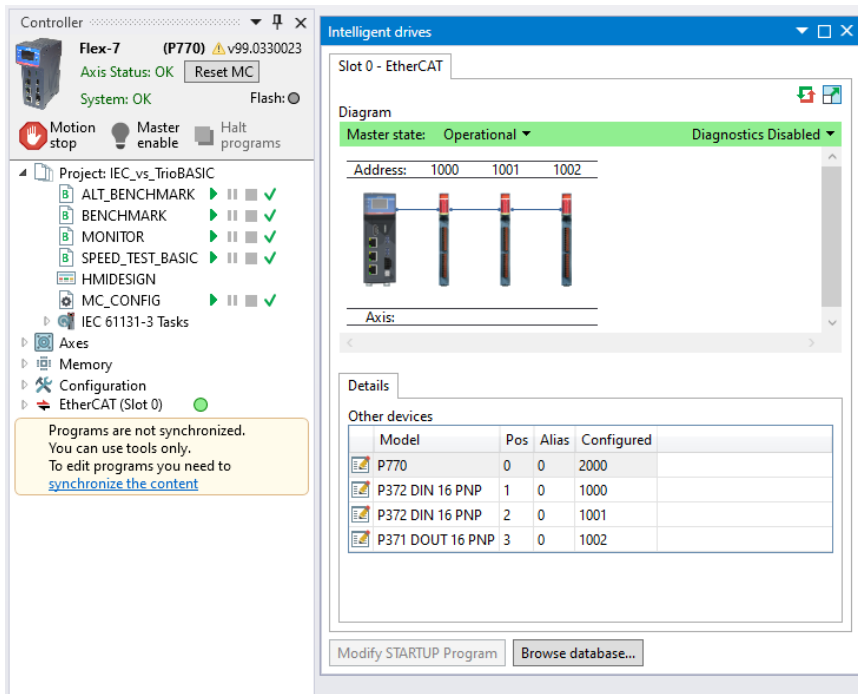 Controller
Flex-7 (P770) v99.0330023
Axis Status: OK Reset MC
System: OK Flash:
Motion stop
Master enable
Halt programs
Project: IEC_vs_TrioBASIC
ALT_BENCHMARK
BENCHMARK
MONITOR
SPEED_TEST_BASIC
HMIDESIGN
MC_CONFIG
IEC 61131-3 Tasks
Axes
Memory
Configuration
EtherCAT (Slot 0)
Programs are not synchronized.
You can use tools only.
To edit programs you need to
synchronize the content
Intelligent drives
Slot 0 - EtherCAT
Diagram
Master state: Operational Diagnostics Disabled
Address: 1000 1001 1002
Axis:
Details
Other devices
Model Pos Alias Configured
P770 0 0 2000
P372 DIN 16 PNP 1 0 1000
P372 DIN 16 PNP 2 0 1001
P371 DOUT 16 PNP 3 0 1002
Modify STARTUP Program Browse database...